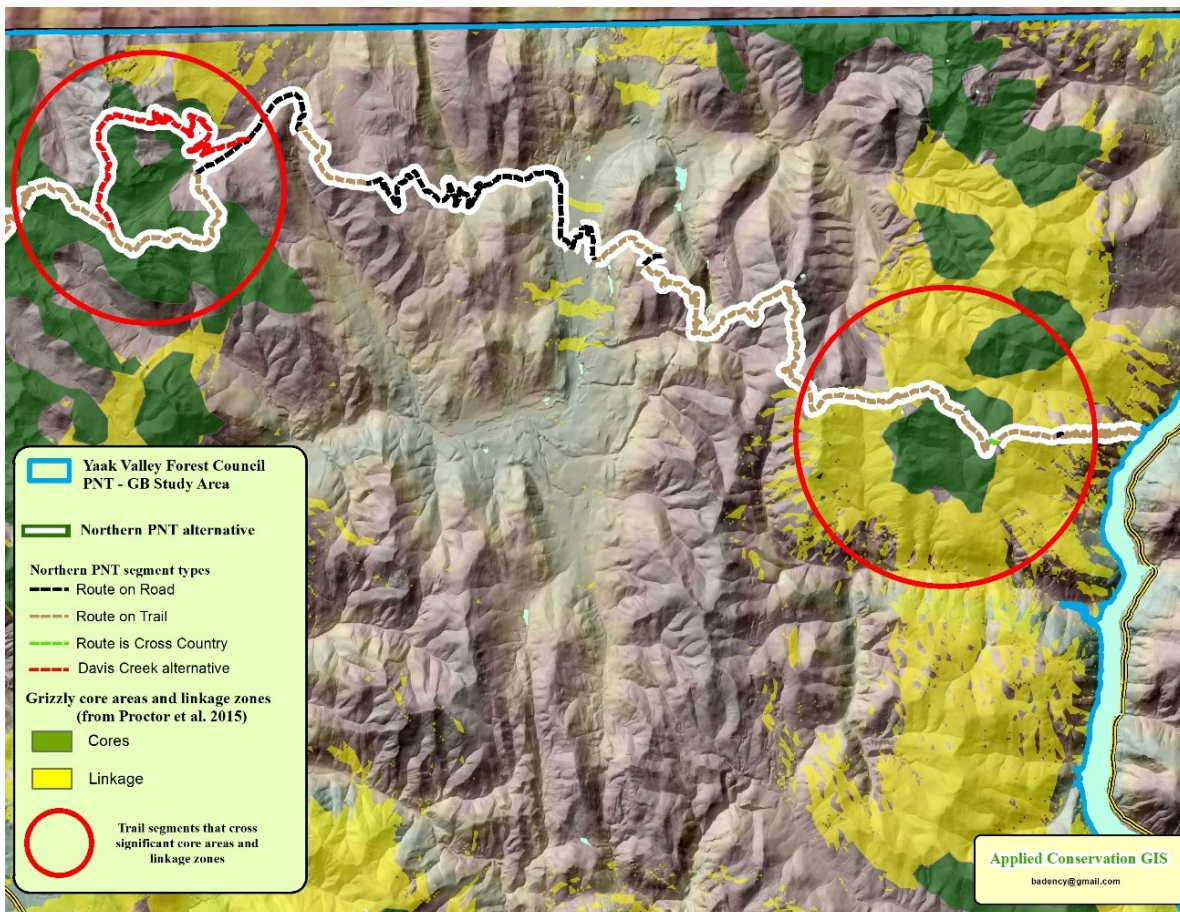 Yaak Valley Forest Council
PNT - GB Study Area
Northern PNT alternative
Northern PNT segment types
Route on Road
Route on Trail
Route is Cross Country
Davis Creek alternative
Grizzly core areas and linkage zones
(from Proctor et al. 2015)
Cores
Linkage
Trail segments that cross
significant core areas and
linkage zones
Applied Conservation GIS
badency@gmail.com